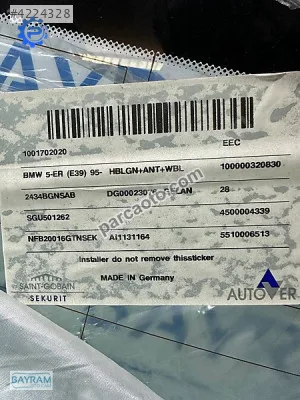 #4224328
1001702020
EEC
BMW 5-ER (E39) 95- HBLGN+ANT+WBL 100000320830
2434BGNSAB 28
SGU501262 4500004339
NFB20016GTNSEK AI1131164 5510006513
Installer do not remove thissticker
MADE IN Germany
parcaotov.com
SAINT-GOBAIN
SEKURIT
AUTOVER
BAYRAM